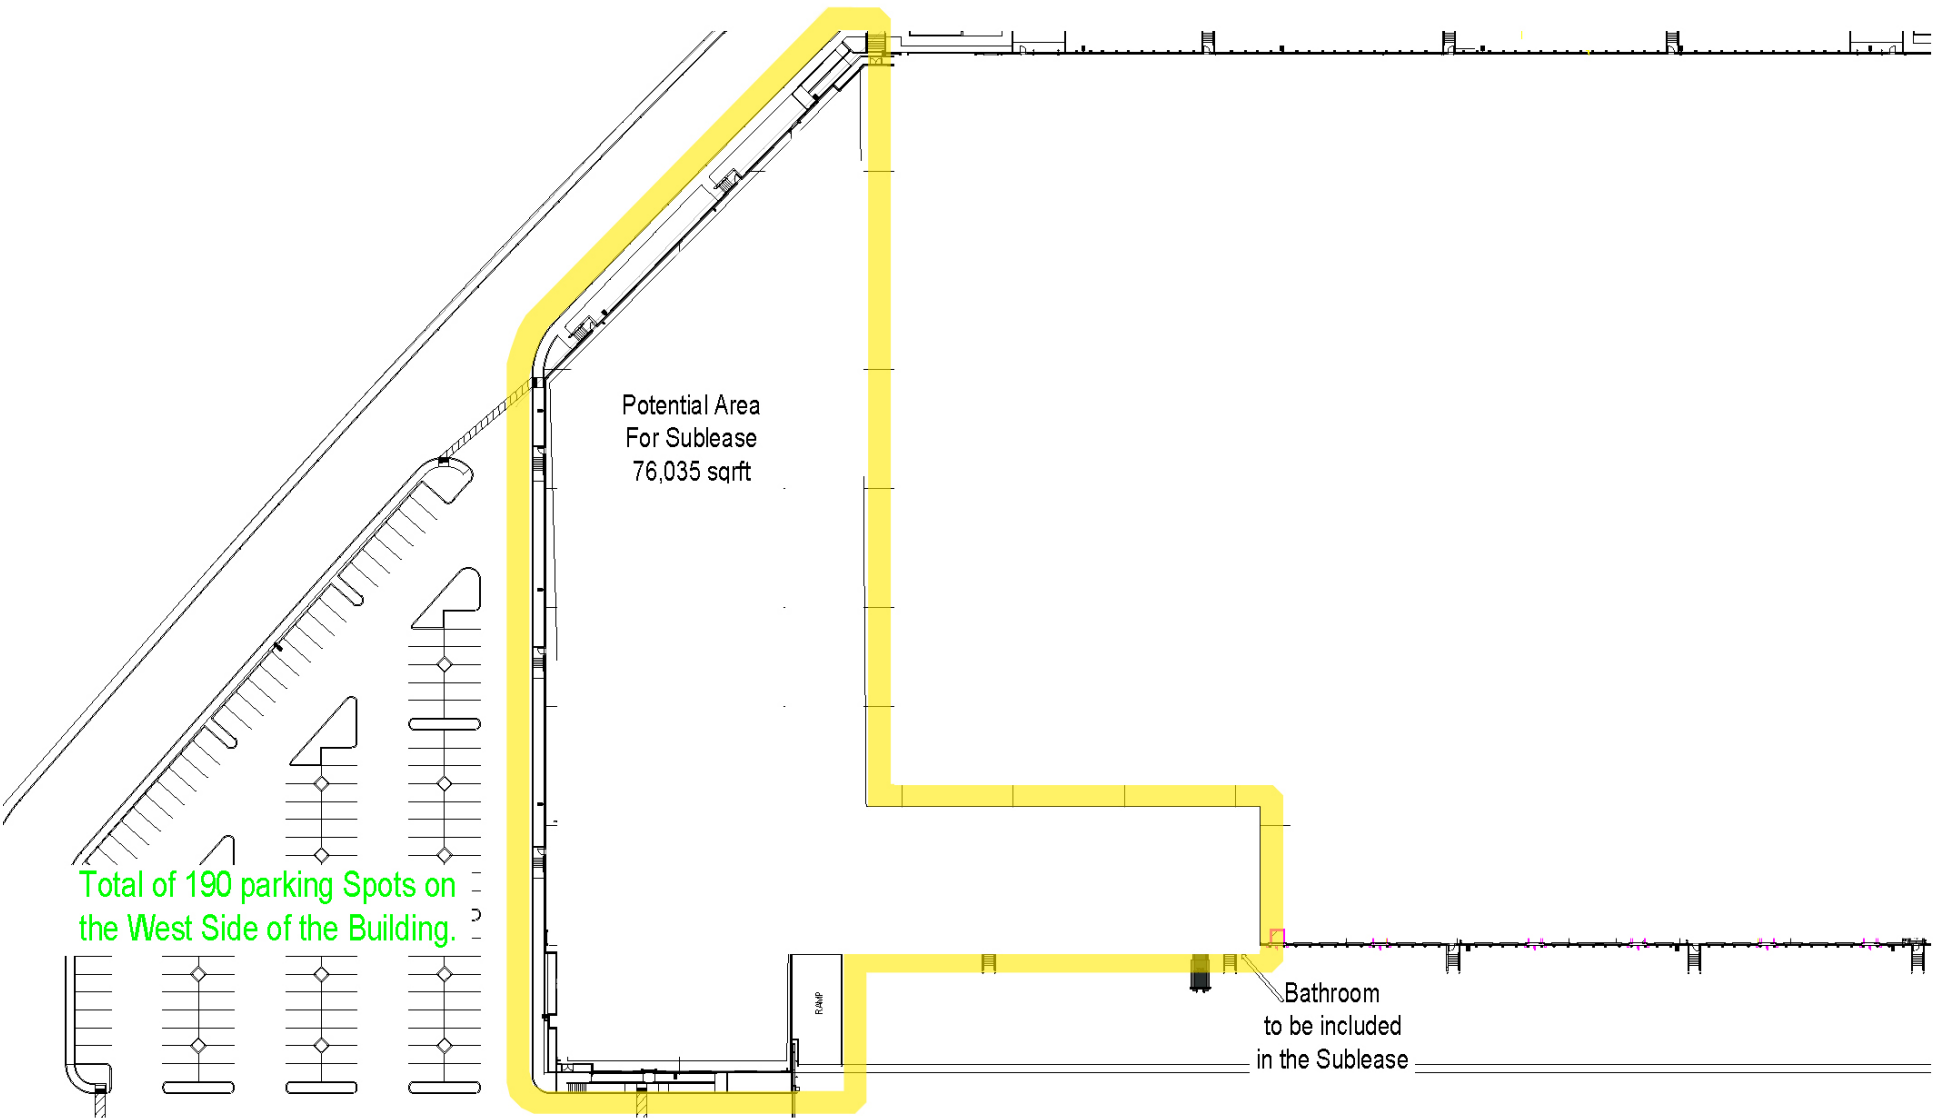 Potential Area
For Sublease
76,035 sqrft
Total of 190 parking Spots on
the West Side of the Building.
RAMP
Bathroom
to be included
in the Sublease